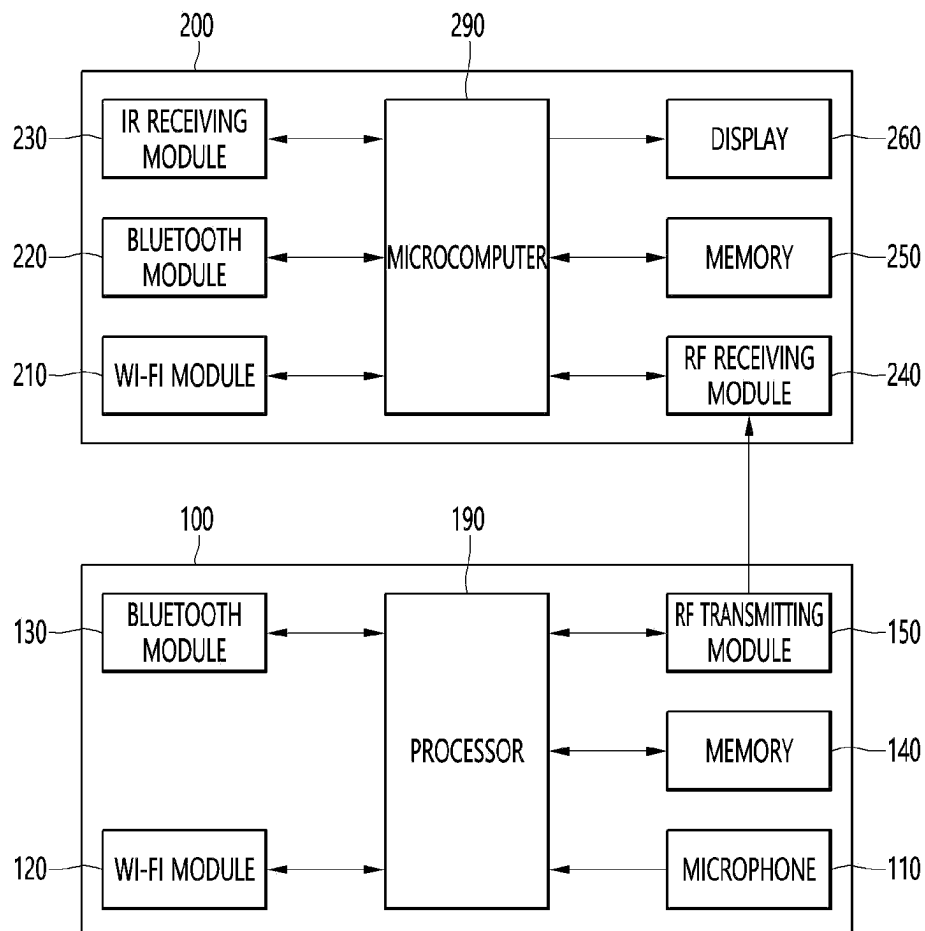 200
290
230
IR RECEIVING
MODULE
DISPLAY
260
220
BLUETOOTH
MODULE
MICROCOMPUTER
MEMORY
250
210
WI-FI MODULE
RF RECEIVING
MODULE
240
100
190
130
BLUETOOTH
MODULE
RF TRANSMITTING
MODULE
150
PROCESSOR
MEMORY
140
120
WI-FI MODULE
MICROPHONE
110